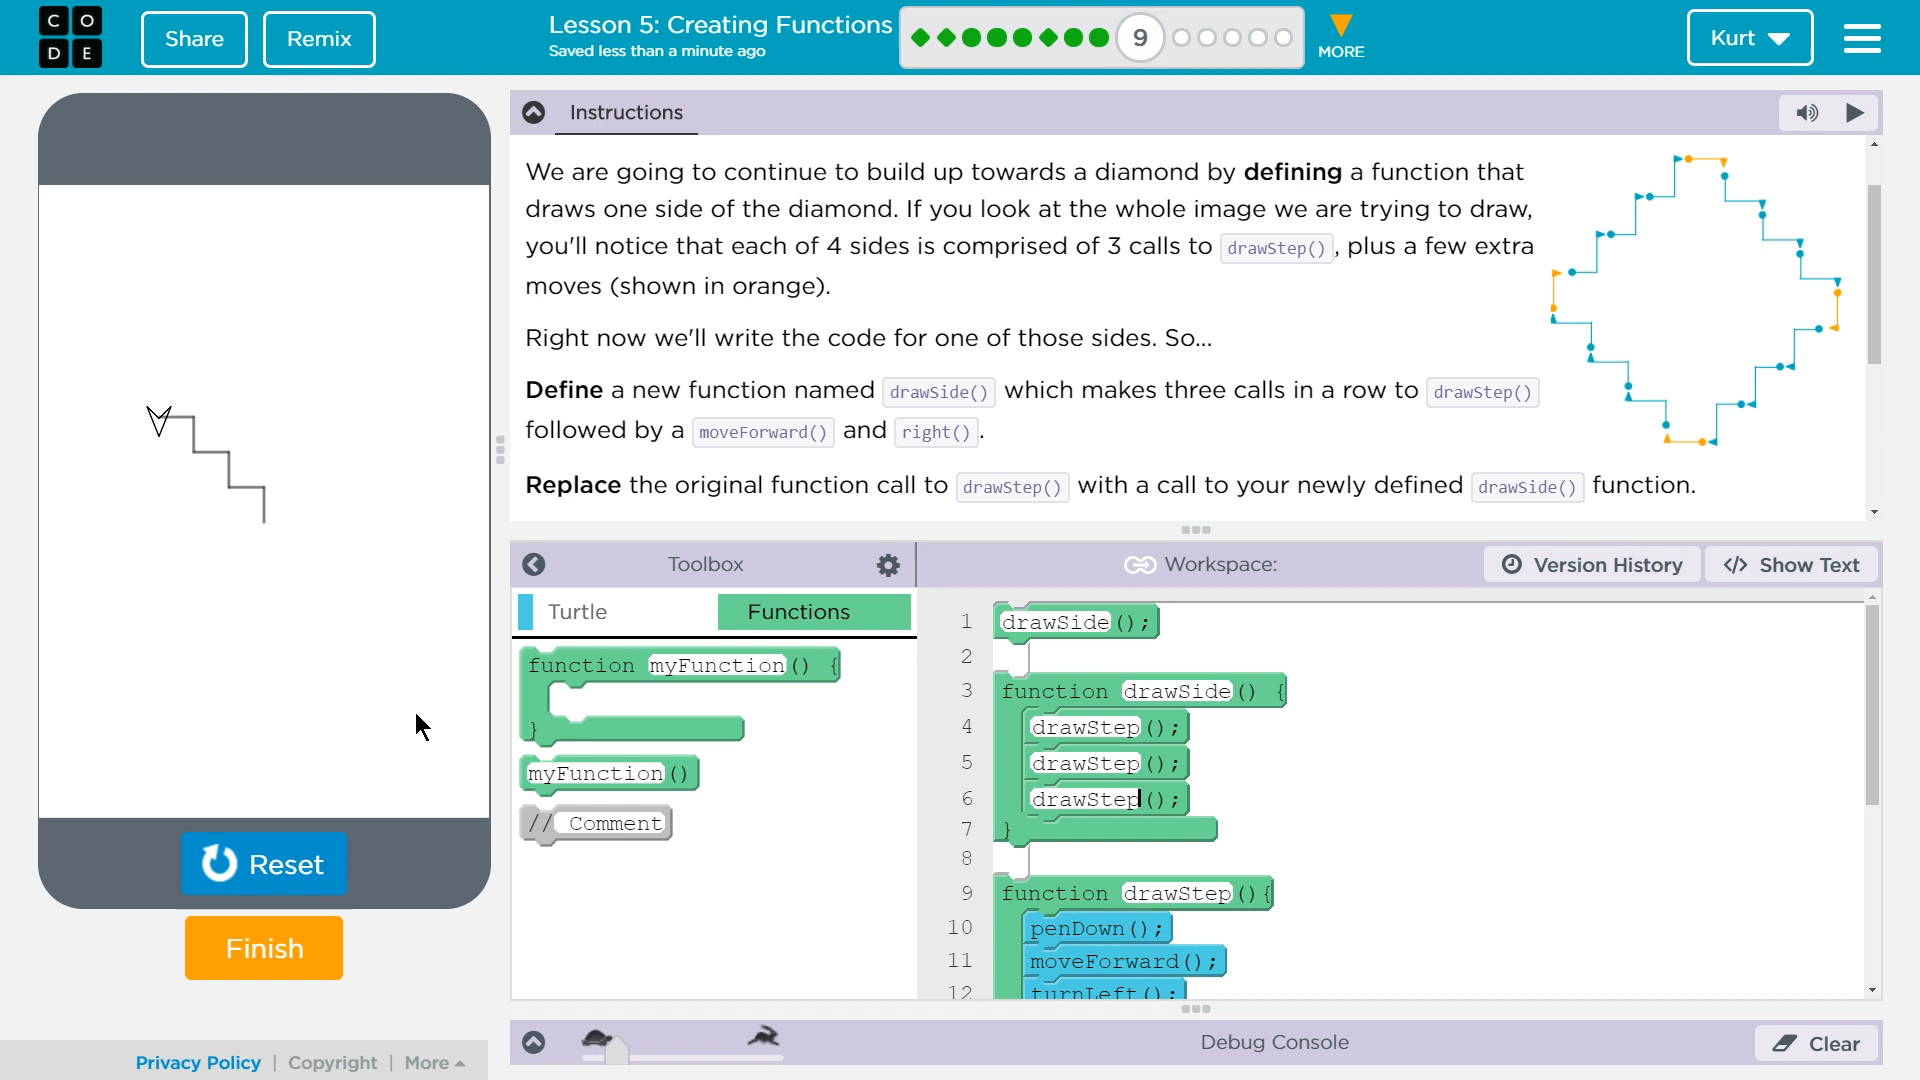 C O
D E
Share
Remix
Lesson 5: Creating Functions
Saved less than a minute ago
9
MORE
Kurt
Instructions
We are going to continue to build up towards a diamond by defining a function that
draws one side of the diamond. If you look at the whole image we are trying to draw,
you'll notice that each of 4 sides is comprised of 3 calls to drawStep(), plus a few extra
moves (shown in orange).
Right now we'll write the code for one of those sides. So...
Define a new function named drawSide() which makes three calls in a row to drawStep()
followed by a moveForward() and right().
Replace the original function call to drawStep() with a call to your newly defined drawSide() function.
Toolbox
Workspace:
Version History
</> Show Text
Turtle
Functions
function myFunction() {
}
myFunction()
// Comment
1 drawSide();
2
3 function drawSide() {
4 drawStep();
5 drawStep();
6 drawStep();
7 }
8
9 function drawStep(){
10 penDown();
11 moveForward();
12 turnLeft();
Reset
Finish
Debug Console
Clear
Privacy Policy | Copyright | More